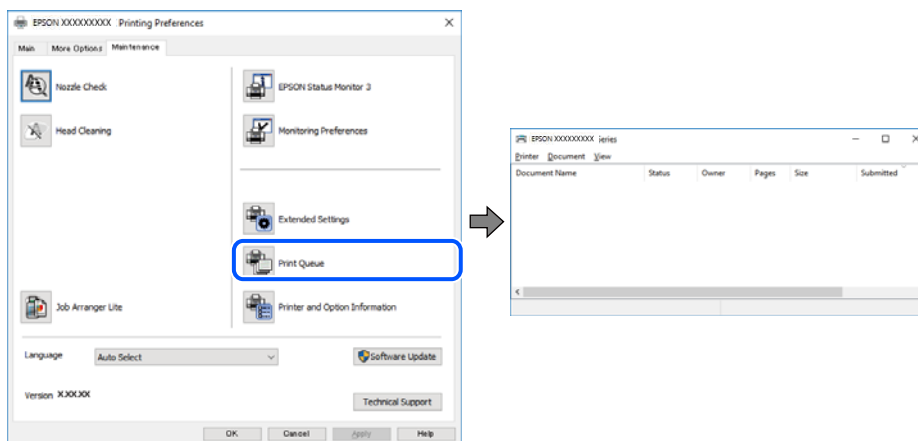 EPSON XXXXXXXXX Printing Preferences
Main More Options Maintenance
Nozzle Check
EPSON Status Monitor 3
Head Cleaning
Monitoring Preferences
Extended Settings
Print Queue
Job Arranger Lite
Printer and Option Information
Language Auto Select Software Update
Version X.XX.XX
Technical Support
OK Cancel Apply Help
EPSON XXXXXXXXX ieries
Printer Document View
Document Name Status Owner Pages Size Submitted